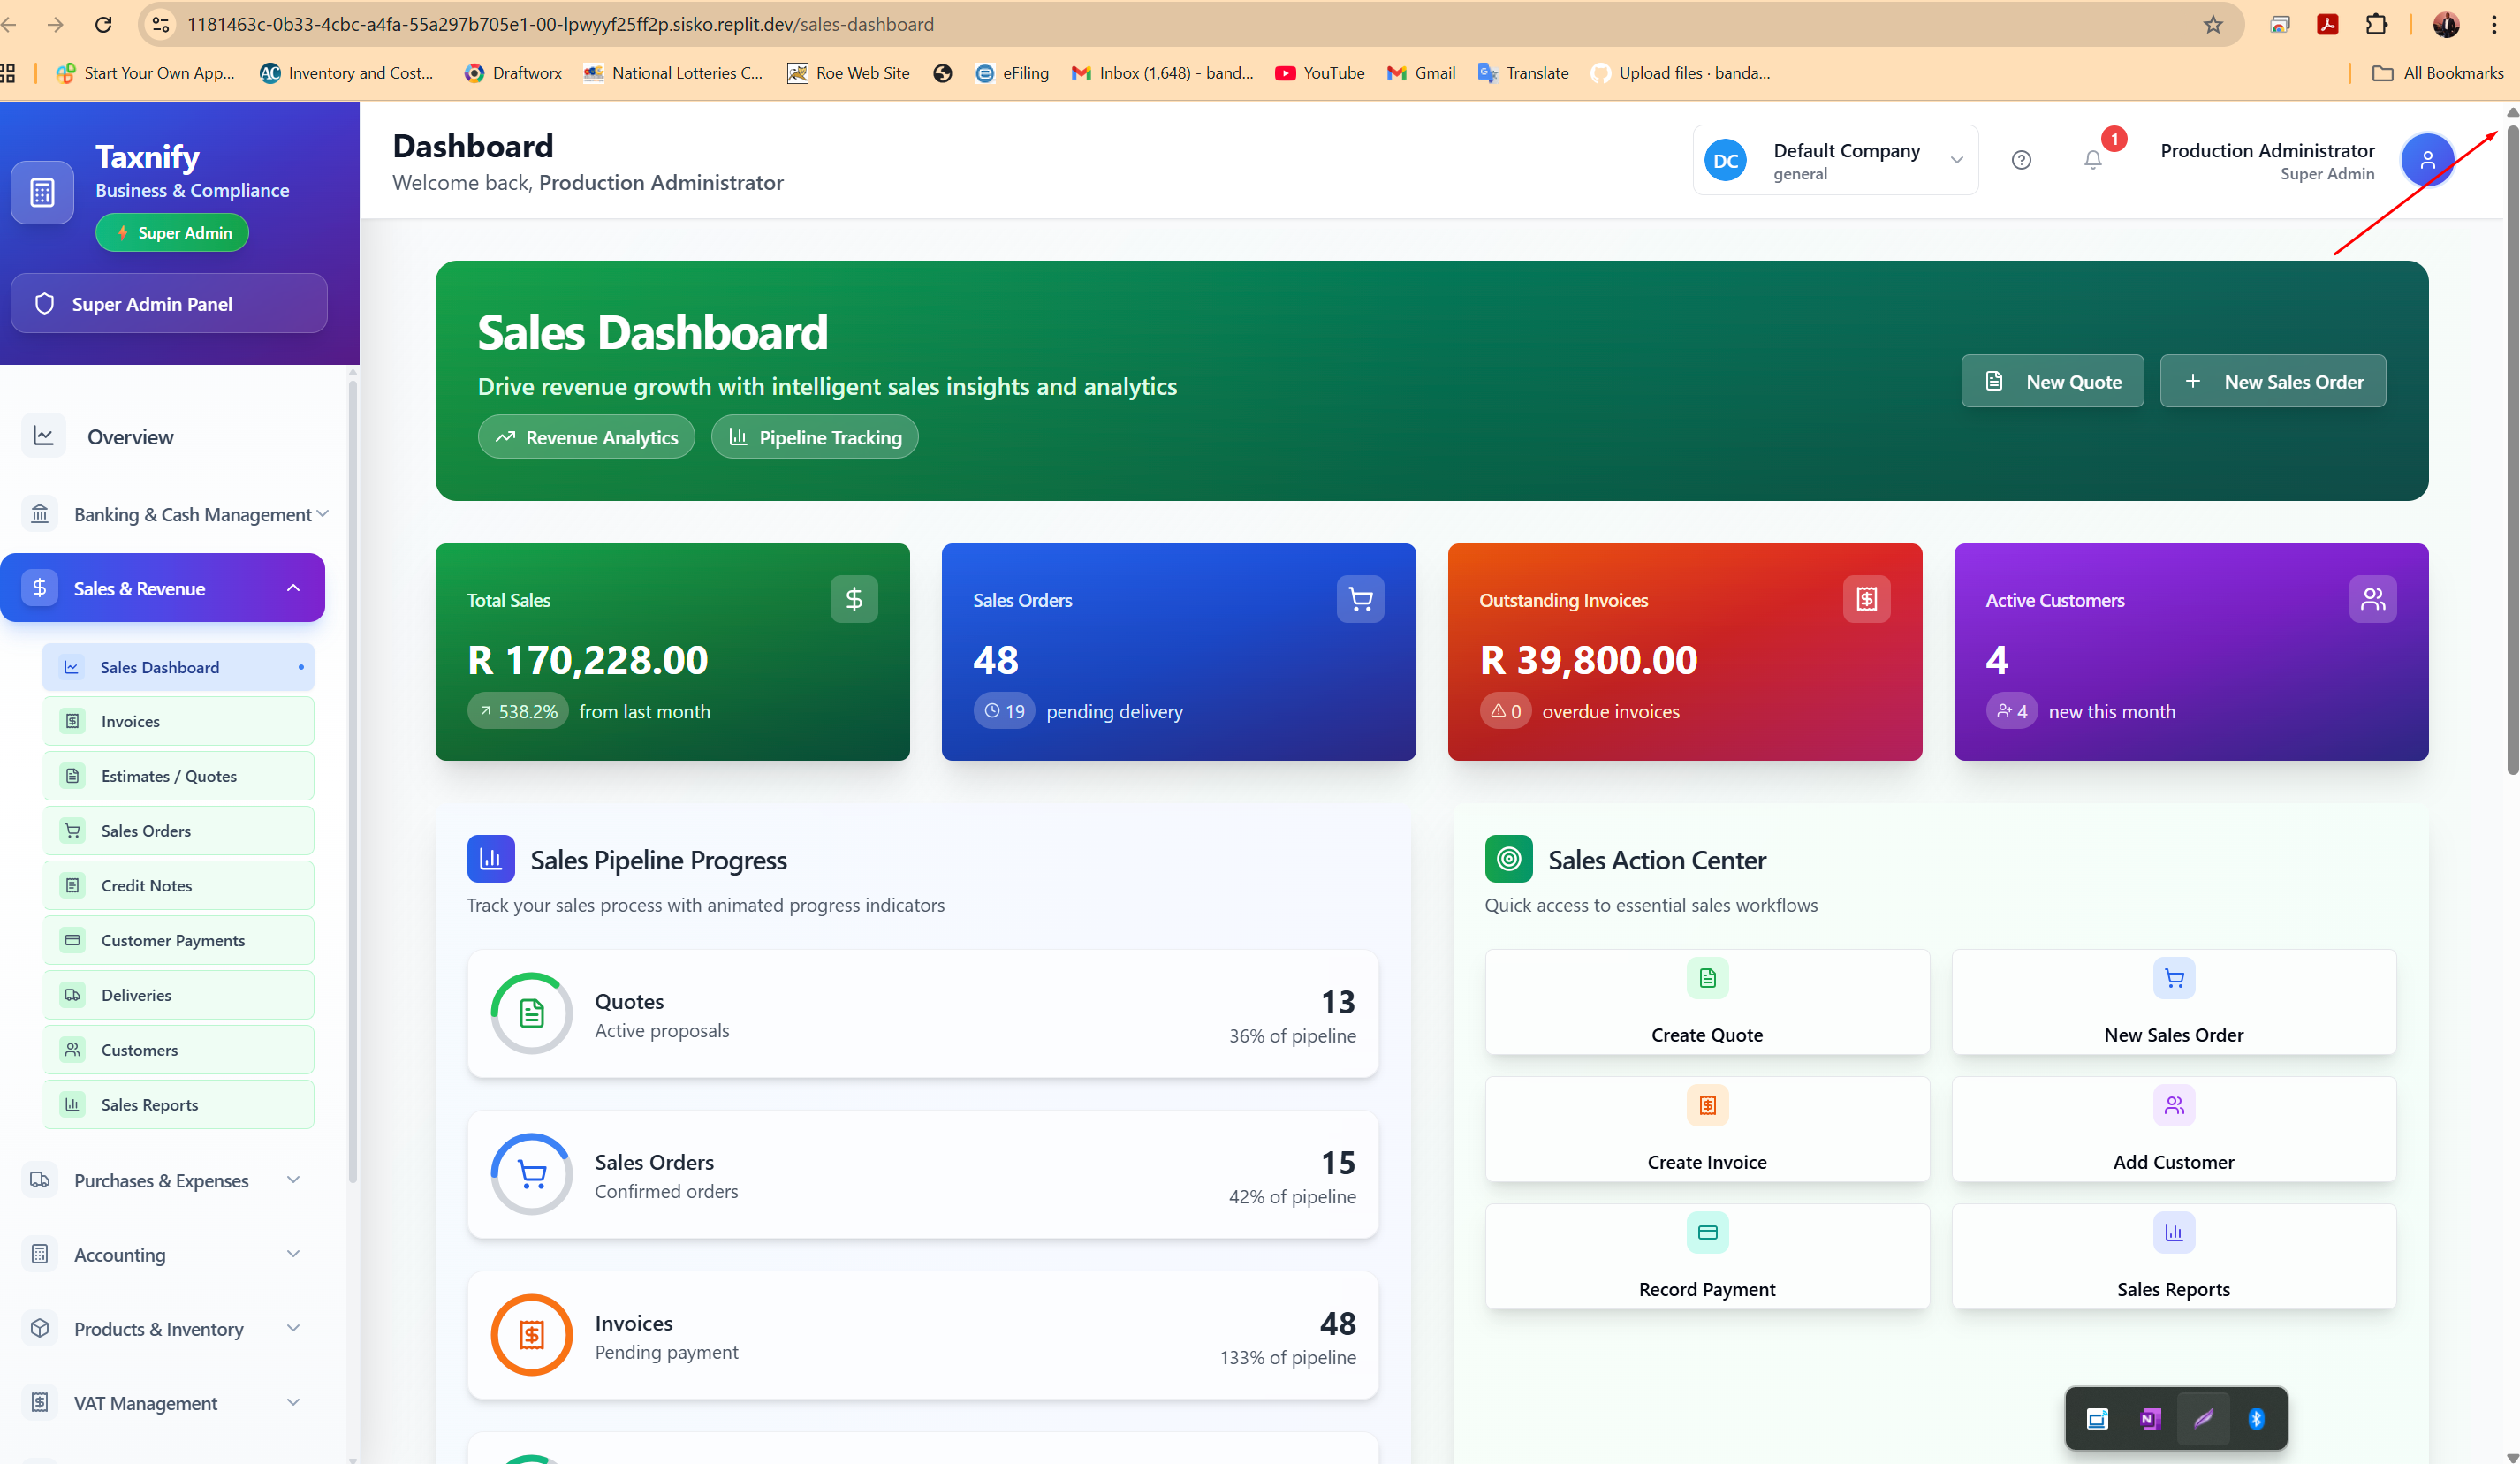 1181463c-0b33-4cbc-a4fa-55a297b705e1-00-lpwyyf25ff2p.sisko.replit.dev/sales-dashboard
Start Your Own App...
AC
Inventory and Cost...
Draftworx
National Lotteries C...
Roe Web Site
eFiling
Inbox (1,648) - band...
YouTube
Gmail
Translate
Upload files · banda...
All Bookmarks
Taxnify
Business & Compliance
Super Admin
Super Admin Panel
Dashboard
Welcome back, Production Administrator
DC
Default Company
general
1
Production Administrator
Super Admin
Overview
Banking & Cash Management
Sales & Revenue
Sales Dashboard
Invoices
Estimates / Quotes
Sales Orders
Credit Notes
Customer Payments
Deliveries
Customers
Sales Reports
Purchases & Expenses
Accounting
Products & Inventory
VAT Management
Sales Dashboard
Drive revenue growth with intelligent sales insights and analytics
Revenue Analytics
Pipeline Tracking
New Quote
New Sales Order
Total Sales
R 170,228.00
538.2% from last month
Sales Orders
48
19 pending delivery
Outstanding Invoices
R 39,800.00
0 overdue invoices
Active Customers
4
4 new this month
Sales Pipeline Progress
Track your sales process with animated progress indicators
Quotes
Active proposals
13
36% of pipeline
Sales Orders
Confirmed orders
15
42% of pipeline
Invoices
Pending payment
48
133% of pipeline
Sales Action Center
Quick access to essential sales workflows
Create Quote
New Sales Order
Create Invoice
Add Customer
Record Payment
Sales Reports